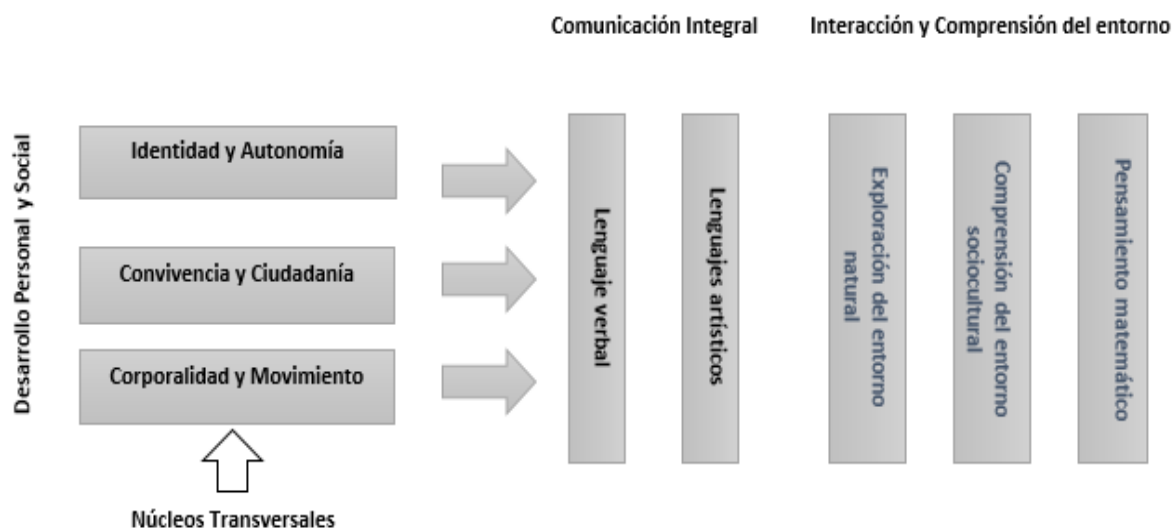 Comunicación Integral
Interacción y Comprensión del entorno
Desarrollo Personal y Social
Identidad y Autonomía
Convivencia y Ciudadanía
Corporalidad y Movimiento
Núcleos Transversales
Lenguaje verbal
Lenguajes artísticos
Exploración del entorno
natural
Comprensión del entorno
sociocultural
Pensamiento matemático